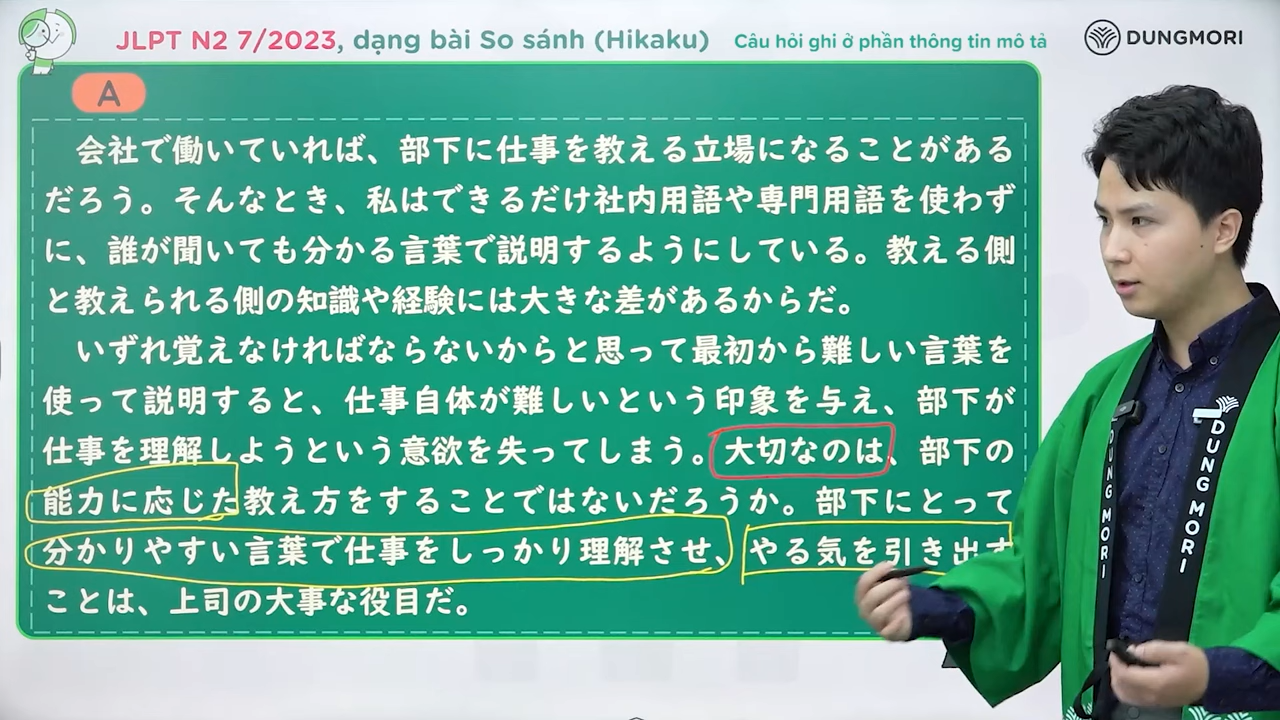 JLPT N2 7/2023, dạng bài So sánh (Hikaku)
Câu hỏi ghi ở phần thông tin mô tả
DUNGMORI
A
会社で働いていれば、部下に仕事を教える立場になることがある
だろう。そんなとき、私はできるだけ社内用語や専門用語を使わず
に、誰が聞いても分かる言葉で説明するようにしている。教える側
と教えられる側の知識や経験には大きな差があるからだ。
いずれ覚えなければならないからと思って最初から難しい言葉を
使って説明すると、仕事自体が難しいという印象を与え、部下が
仕事を理解しようという意欲を失ってしまう。大切なのは、部下の
能力に応じた教え方をすることではないだろうか。部下にとって
分かりやすい言葉で仕事をしっかり理解させ、やる気を引き出す
ことは、上司の大事な役目だ。
DUNG MORI
DUNG MORI